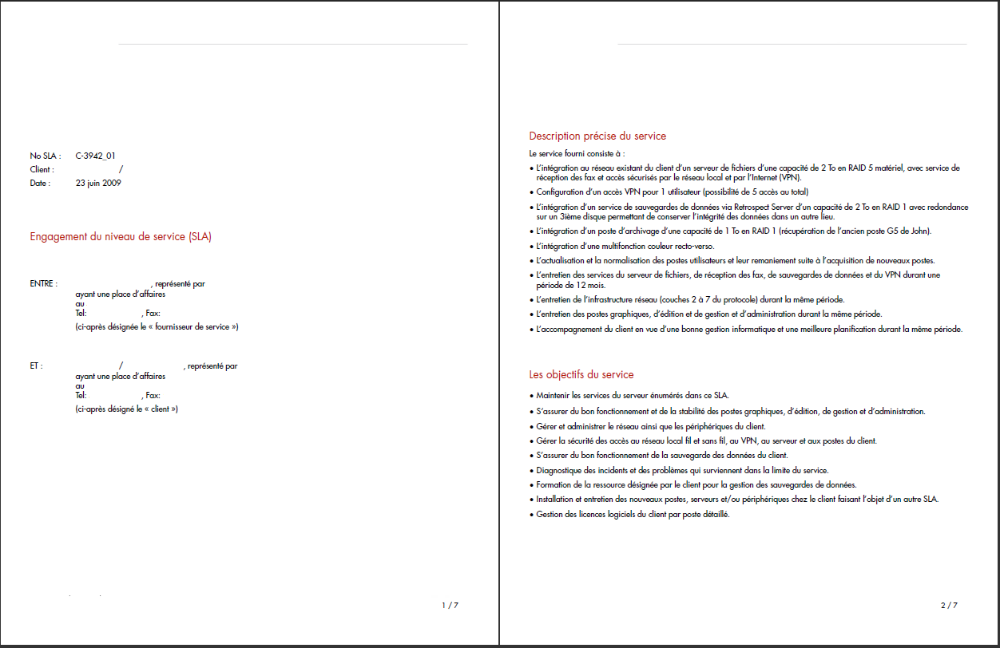 No SLA : C-3942_01
Client : /
Date : 23 juin 2009
Engagement du niveau de service (SLA)
ENTRE : , représenté par
ayant une place d’affaires
au
Tel: , Fax:
(ci-après désignée le « fournisseur de service »)
ET : / , représenté par
ayant une place d’affaires
au
Tel: , Fax:
(ci-après désigné le « client »)
1 / 7
Description précise du service
Le service fourni consiste à :
• L’intégration au réseau existant du client d’un serveur de fichiers d’une capacité de 2 To en RAID 5 matériel, avec service de
réception des fax et accès sécurisés par le réseau local et par l’Internet (VPN).
• Configuration d’un accès VPN pour 1 utilisateur (possibilité de 5 accès au total)
• L’intégration d’un service de sauvegardes de données via Retrospect Server d’un capacité de 2 To en RAID 1 avec redondance
sur un 3ième disque permettant de conserver l’intégrité des données dans un autre lieu.
• L’intégration d’un poste d’archivage d’une capacité de 1 To en RAID 1 (récupération de l’ancien poste G5 de John).
• L’intégration d’une multifonction couleur recto-verso.
• L’actualisation et la normalisation des postes utilisateurs et leur remaniement suite à l’acquisition de nouveaux postes.
• L’entretien des services du serveur de fichiers, de réception des fax, de sauvegardes de données et du VPN durant une
période de 12 mois.
• L’entretien de l’infrastructure réseau (couches 2 à 7 du protocole) durant la même période.
• L’entretien des postes graphiques, d’édition et de gestion et d’administration durant la même période.
• L’accompagnement du client en vue d’une bonne gestion informatique et une meilleure planification durant la même période.
Les objectifs du service
• Maintenir les services du serveur énumérés dans ce SLA.
• S’assurer du bon fonctionnement et de la stabilité des postes graphiques, d’édition, de gestion et d’administration.
• Gérer et administrer le réseau ainsi que les périphériques du client.
• Gérer la sécurité des accès au réseau local fil et sans fil, au VPN, au serveur et aux postes du client.
• S’assurer du bon fonctionnement de la sauvegarde des données du client.
• Diagnostique des incidents et des problèmes qui surviennent dans la limite du service.
• Formation de la ressource désignée par le client pour la gestion des sauvegardes de données.
• Installation et entretien des nouveaux postes, serveurs et/ou périphériques chez le client faisant l’objet d’un autre SLA.
• Gestion des licences logiciels du client par poste détaillé.
2 / 7